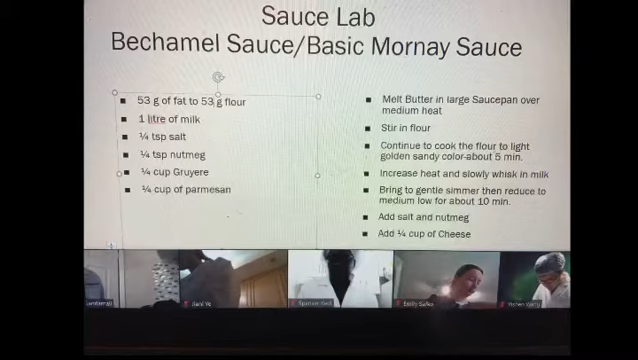 Sauce Lab
Bechamel Sauce/Basic Mornay Sauce
53 g of fat to 53 g flour
1 litre of milk
¼ tsp salt
¼ tsp nutmeg
¼ cup Gruyere
¼ cup of parmesan
Melt Butter in large Saucepan over
medium heat
Stir in flour
Continue to cook the flour to light
golden sandy color-about 5 min.
Increase heat and slowly whisk in milk
Bring to gentle simmer then reduce to
medium low for about 10 min.
Add salt and nutmeg
Add ¼ cup of Cheese
Emily